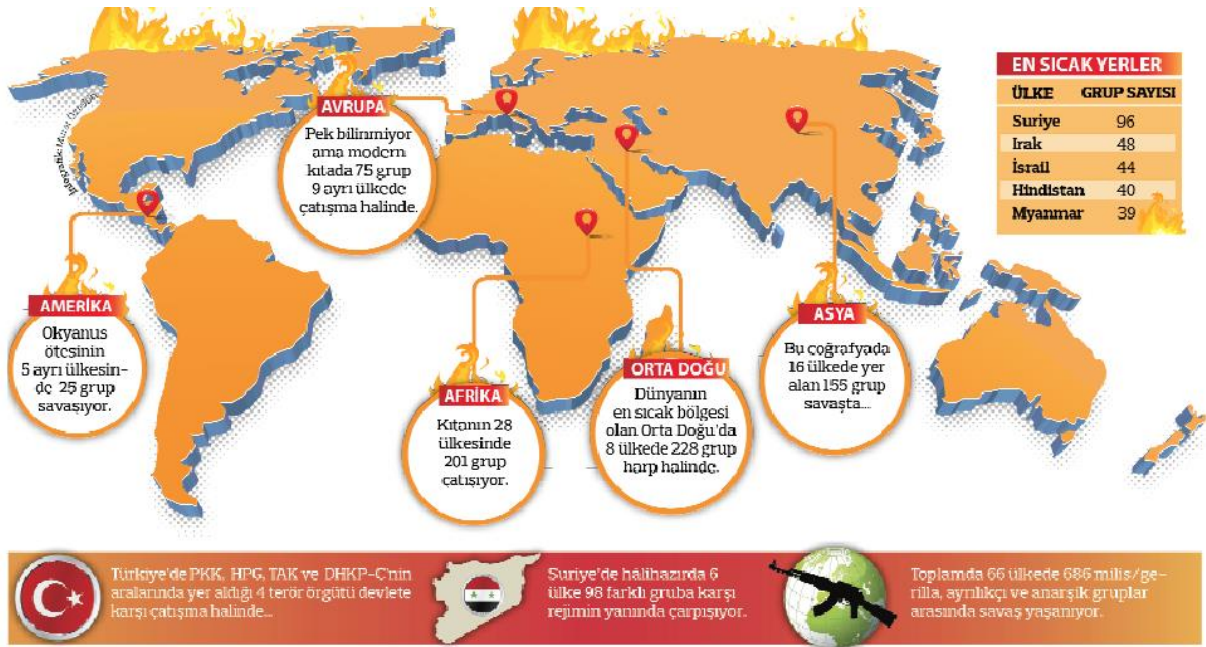 AVRUPA
Pek bilinmiyor
ama modern
kıtada 75 grup
9 ayrı ülkede
çatışma halinde.
EN SICAK YERLER
ÜLKE GRUP SAYISI
Suriye 96
Irak 48
İsrail 44
Hindistan 40
Myanmar 39
AMERİKA
Okyanus
ötesinin
5 ayrı ülkesin-
de 25 grup
savaşıyor.
AFRİKA
Kıtanın 28
ülkesinde
201 grup
çatışıyor.
ORTA DOĞU
Dünyanın
en sıcak bölgesi
olan Orta Doğu'da
8 ülkede 228 grup
harp halinde.
ASYA
Bu coğrafyada
16 ülkede yer
alan 155 grup
savaşta...
Türkiye'de PKK, HPG, TAK ve DHKP-C'nin
aralarında yer aldığı 4 terör örgütü devlete
karşı çatışma halinde...
Suriye'de hâlihazırda 6
ülke 98 farklı gruba karşı
rejimin yanında çarpışıyor.
Toplamda 66 ülkede 686 milis/ge-
rilla, ayrılıkçı ve anarşik gruplar
arasında savaş yaşanıyor.
İnfografik: Murat